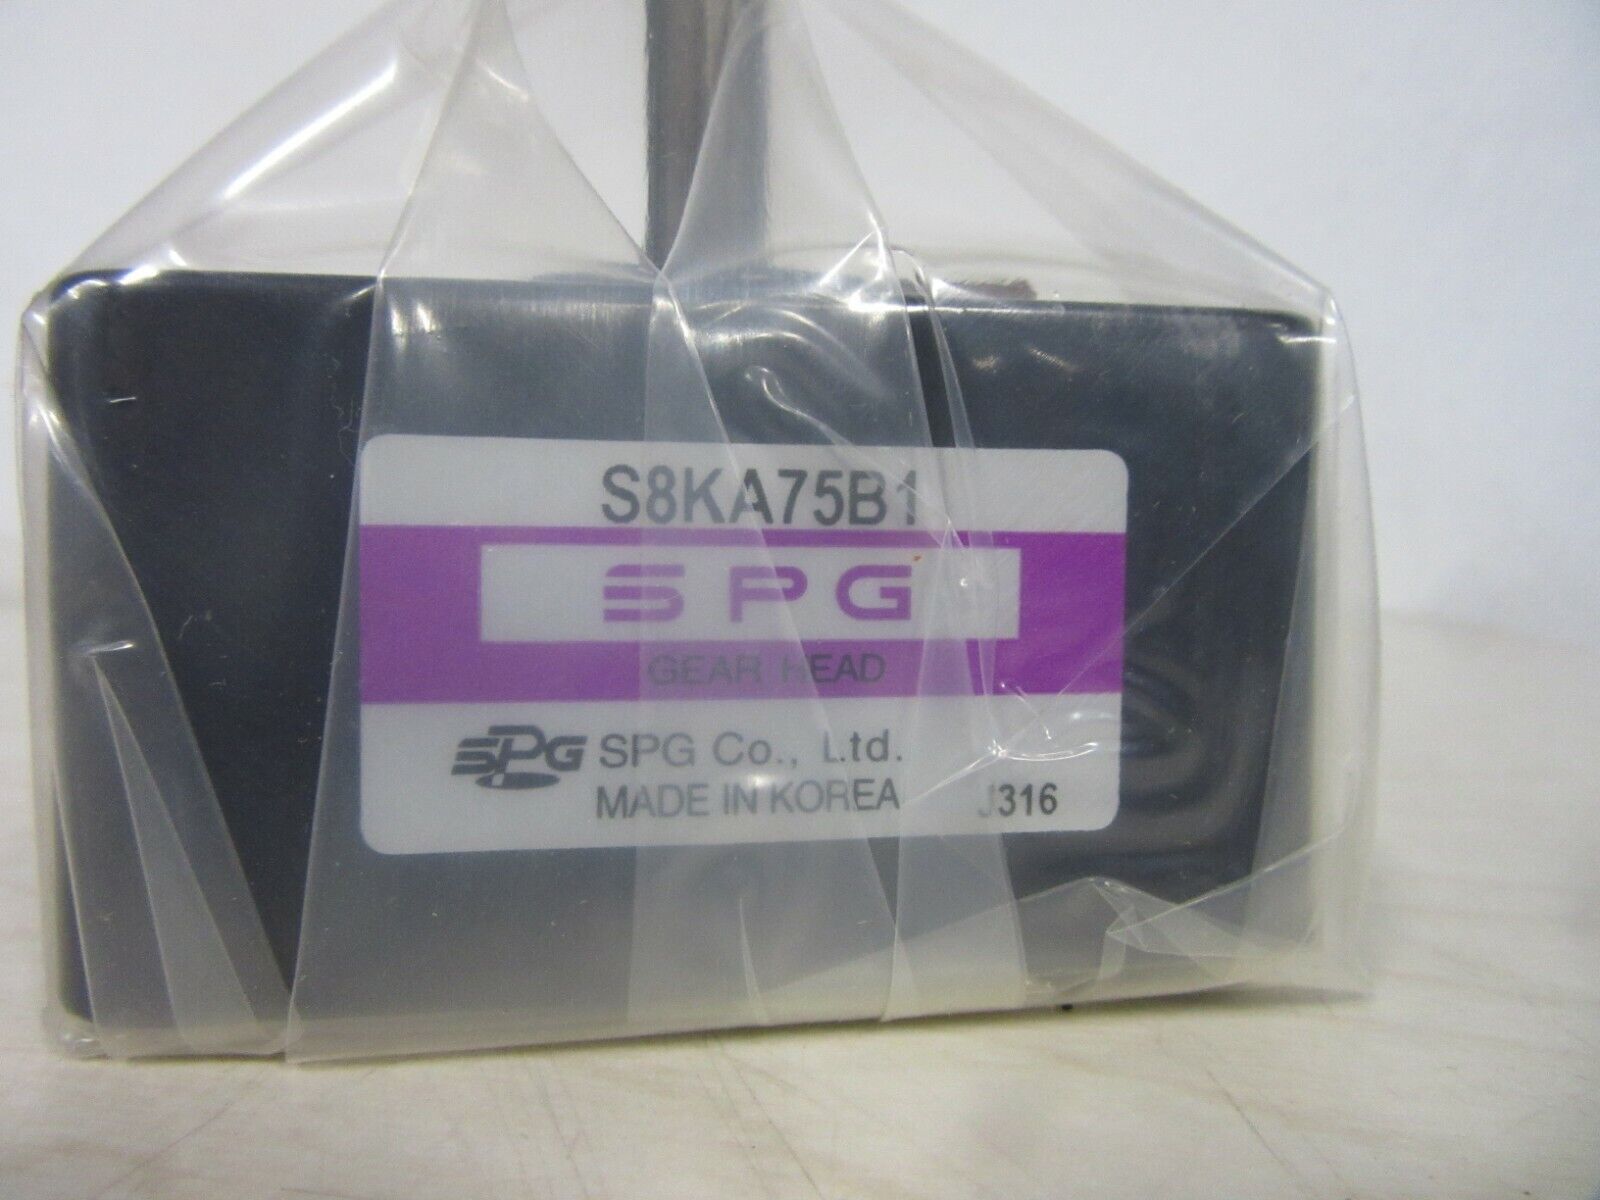 S8KA75B1
SPG
GEAR HEAD
SPG SPG Co., Ltd.
MADE IN KOREA J316